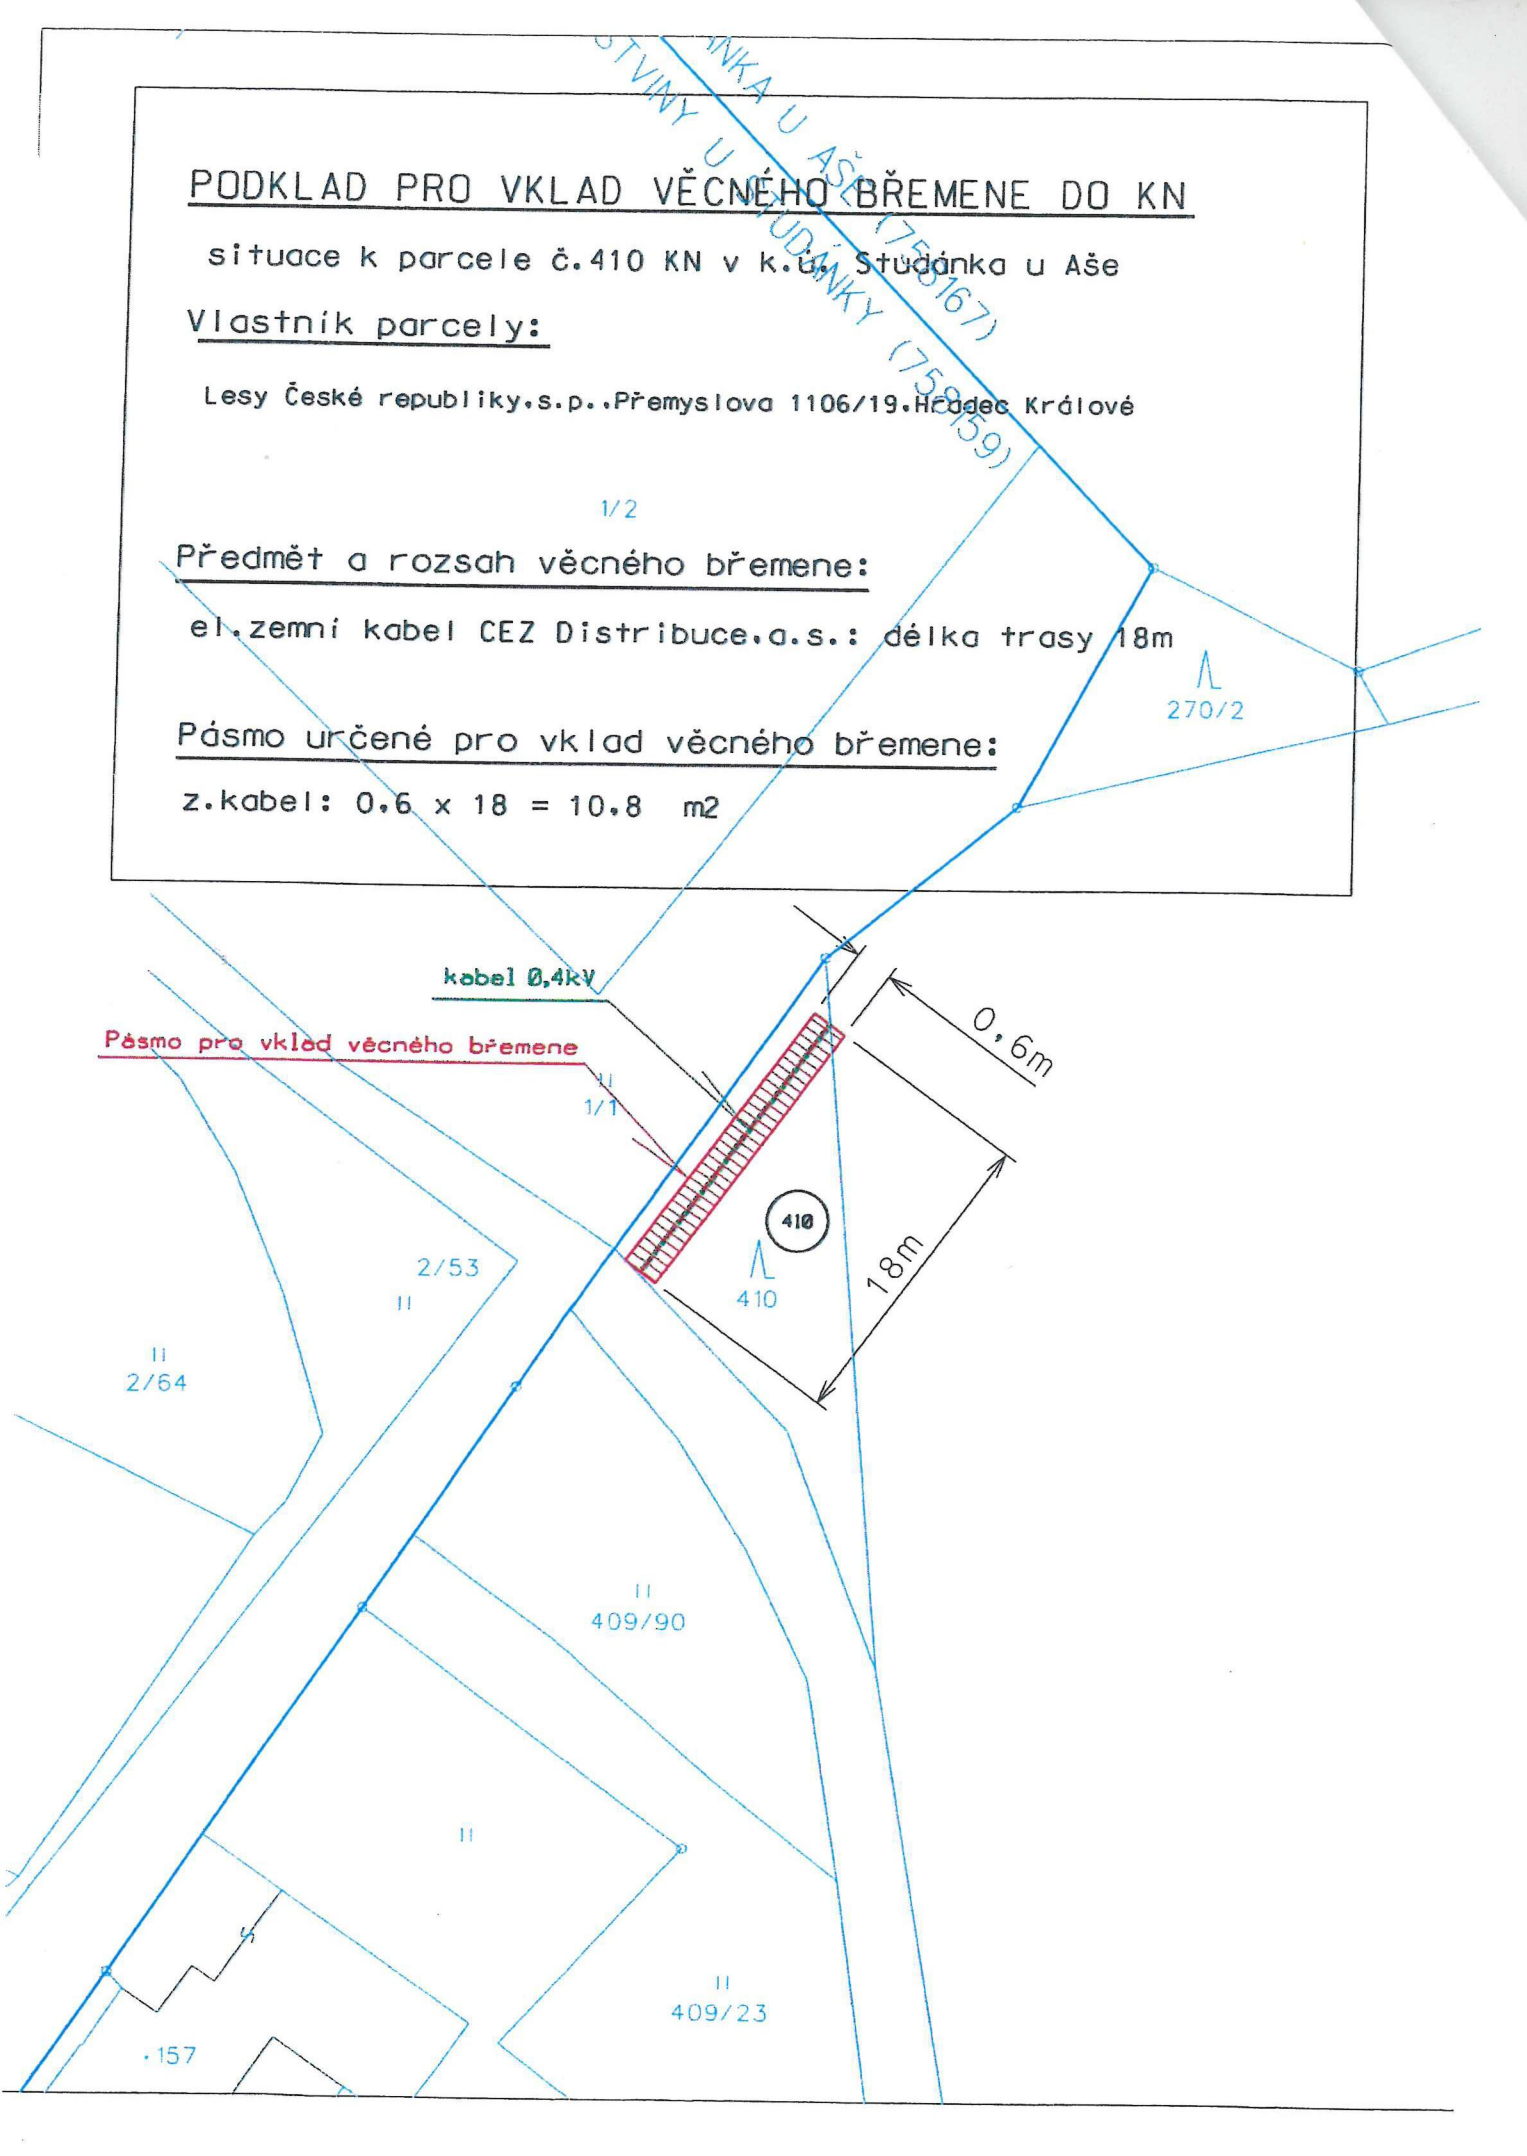 NKA U AŠE (758167)
STVINY U STUDÁNKY (758159)
PODKLAD PRO VKLAD VĚCNÉHO BŘEMENE DO KN
situace k parcele č.410 KN v k.ú. Studánka u Aše
Vlastník parcely:
Lesy České republiky,s.p.,Přemyslova 1106/19,Hradec Králové
1/2
Předmět a rozsah věcného břemene:
el.zemní kabel CEZ Distribuce,a.s.: délka trasy 18m
270/2
Pásmo určené pro vklad věcného břemene:
z.kabel: 0,6 x 18 = 10,8 m2
kabel 0,4kV
0,6m
Pásmo pro vklad věcného břemene
1/1
410
2/53
18m
410
2/64
409/90
409/23
·157